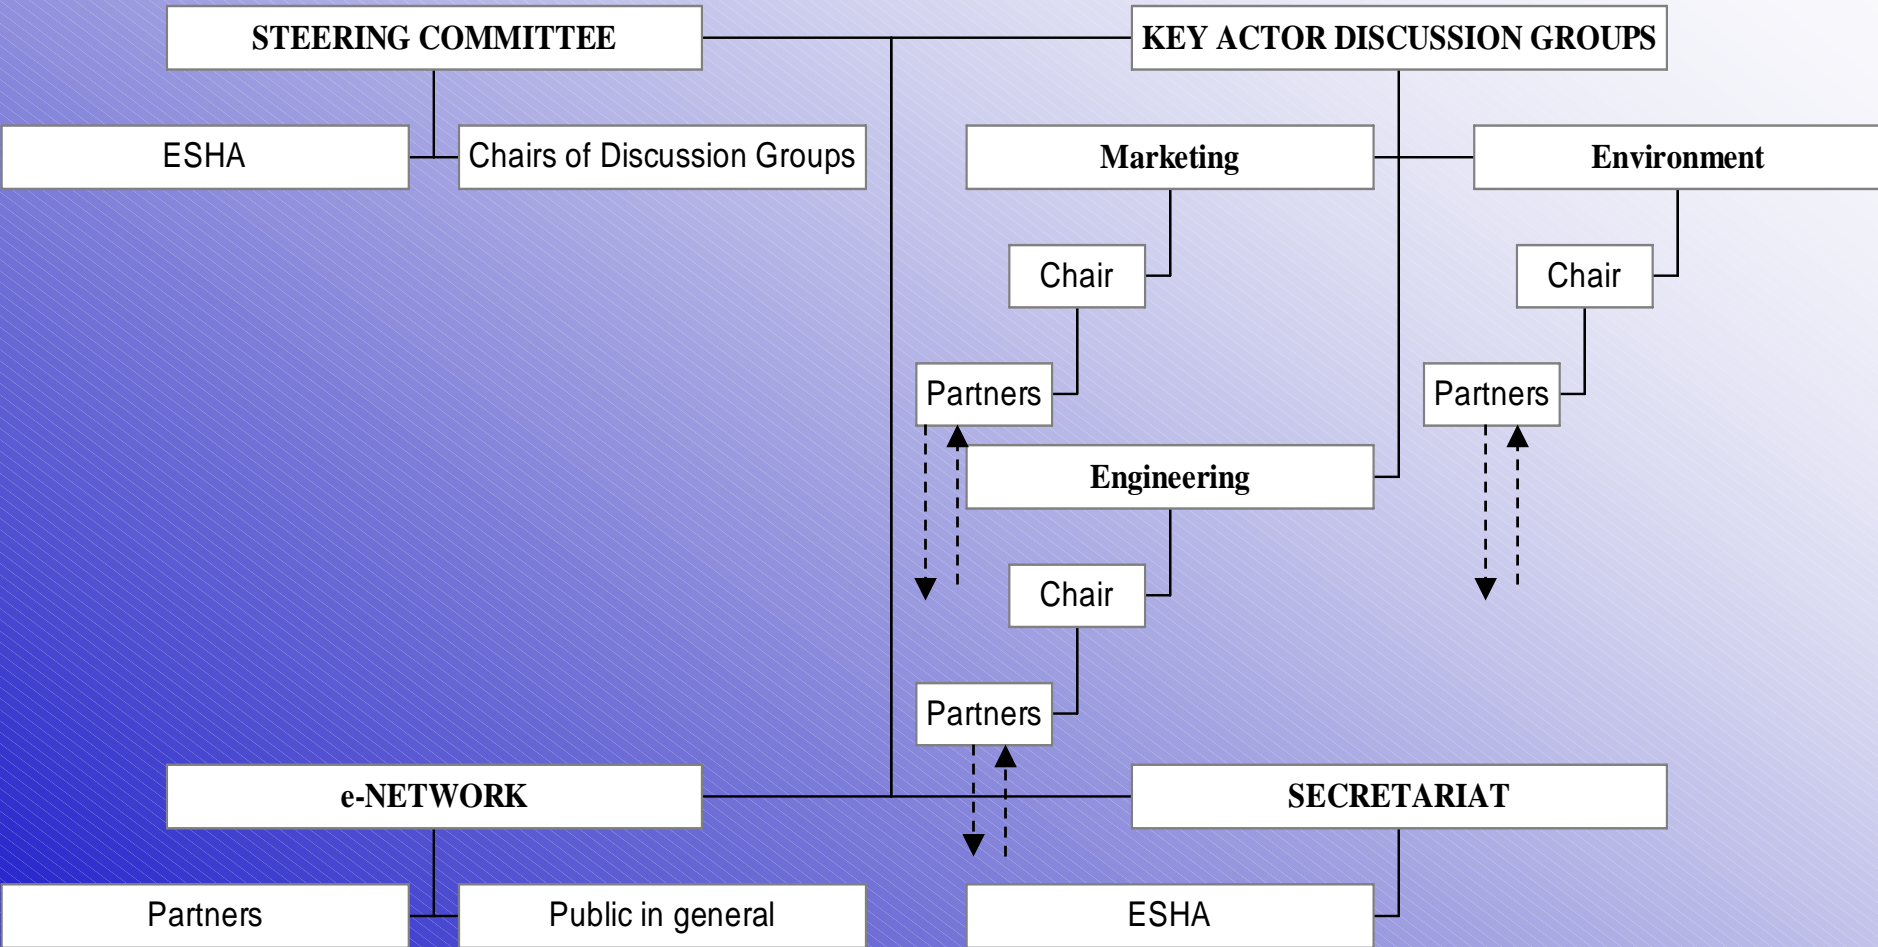 STEERING COMMITTEE
KEY ACTOR DISCUSSION GROUPS
ESHA
Chairs of Discussion Groups
Marketing
Environment
Chair
Chair
Partners
Partners
Engineering
Chair
Partners
e-NETWORK
SECRETARIAT
Partners
Public in general
ESHA